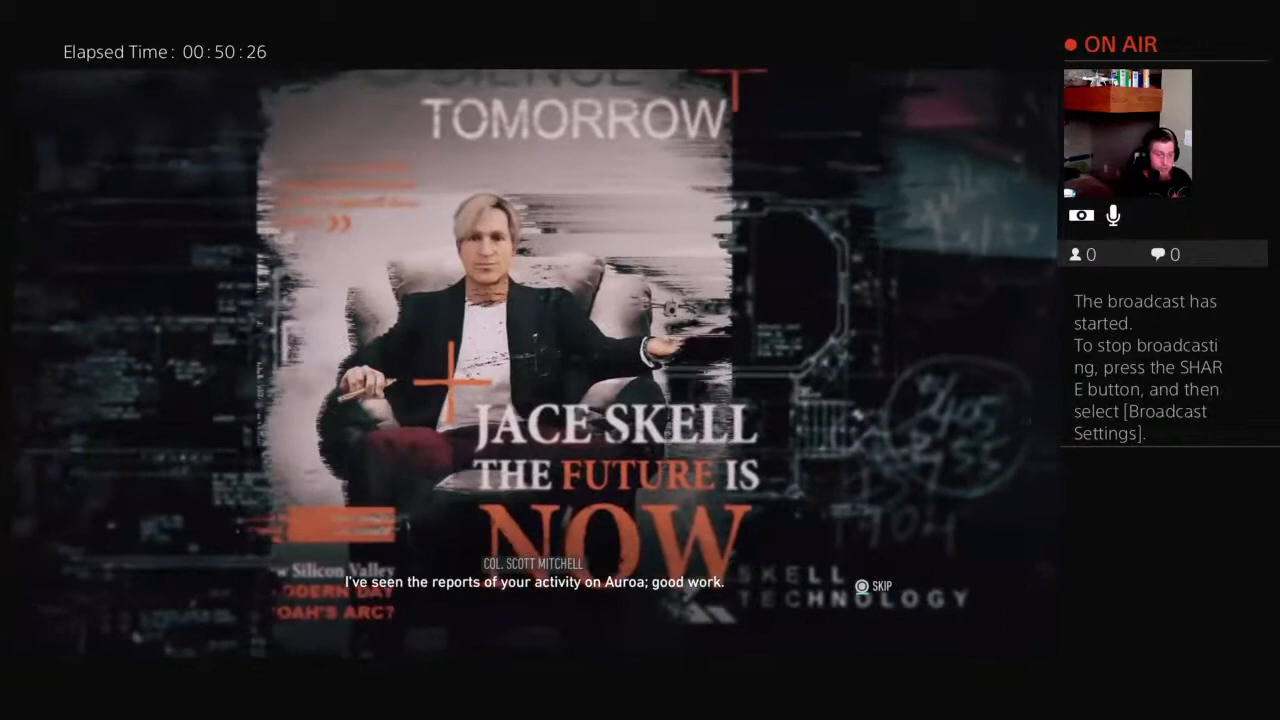 Elapsed Time: 00:50:26
ON AIR
TOMORROW
JACE SKELL
THE FUTURE IS
NOW
Silicon Valley
OAH'S ARC?
COL. SCOTT MITCHELL
I've seen the reports of your activity on Auroa; good work.
SKIP
SKELL
TECHNOLOGY
0
0
The broadcast has
started.
To stop broadcasti
ng, press the SHAR
E button, and then
select [Broadcast
Settings].